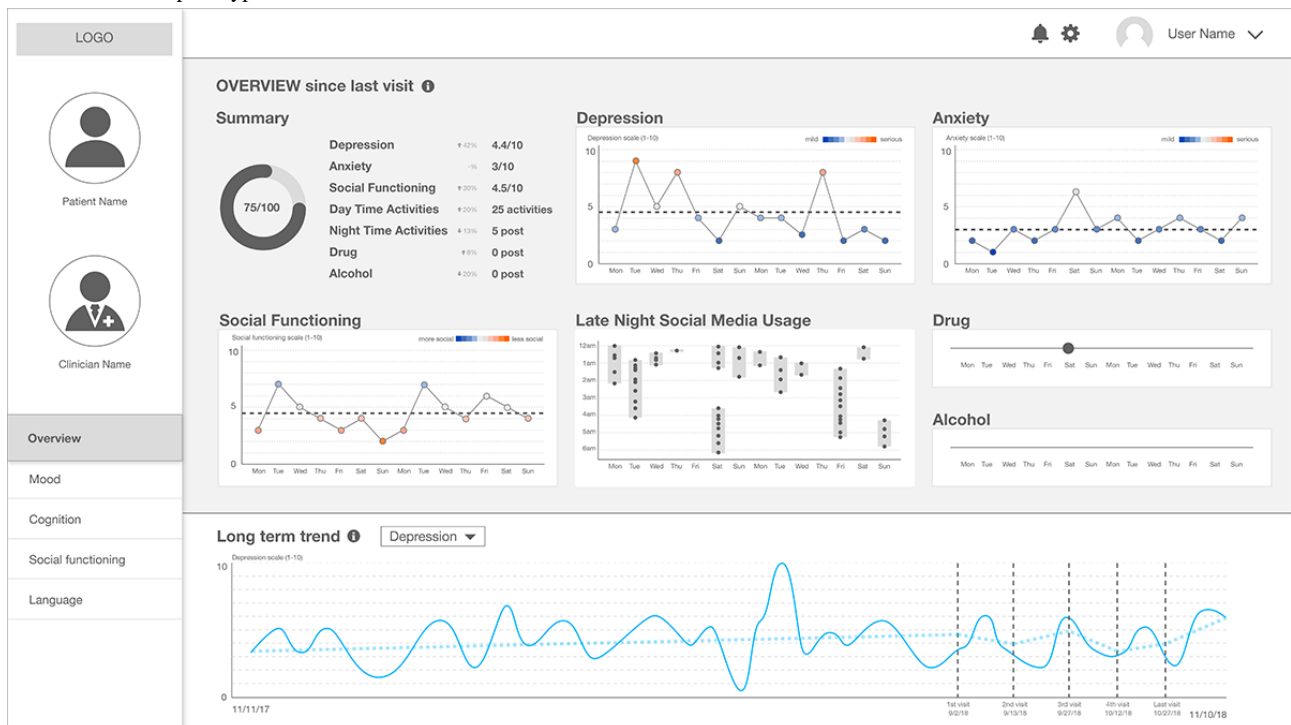 LOGO
User Name
Patient Name
Clinician Name
Overview
Mood
Cognition
Social functioning
Language
OVERVIEW since last visit
Summary
75/100
Depression 42% 4.4/10
Anxiety -% 3/10
Social Functioning 30% 4.5/10
Day Time Activities 20% 25 activities
Night Time Activities 13% 5 post
Drug 6% 0 post
Alcohol 20% 0 post
Depression
Depression scale (1-10)
mild serious
10
5
0
Mon Tue Wed Thu Fri Sat Sun Mon Tue Wed Thu Fri Sat Sun
Anxiety
Anxiety scale (1-10)
mild serious
10
5
0
Mon Tue Wed Thu Fri Sat Sun Mon Tue Wed Thu Fri Sat Sun
Social Functioning
Social functioning scale (1-10)
more social less social
10
5
0
Mon Tue Wed Thu Fri Sat Sun Mon Tue Wed Thu Fri Sat Sun
Late Night Social Media Usage
12am
1am
2am
3am
4am
5am
6am
Mon Tue Wed Thu Fri Sat Sun Mon Tue Wed Thu Fri Sat Sun
Drug
Mon Tue Wed Thu Fri Sat Sun Mon Tue Wed Thu Fri Sat Sun
Alcohol
Mon Tue Wed Thu Fri Sat Sun Mon Tue Wed Thu Fri Sat Sun
Long term trend
Depression
Depression scale (1-10)
10
0
11/11/17
1st visit
9/2/18
2nd visit
9/13/18
3rd visit
9/27/18
4th visit
10/12/18
Last visit
10/27/18
11/10/18